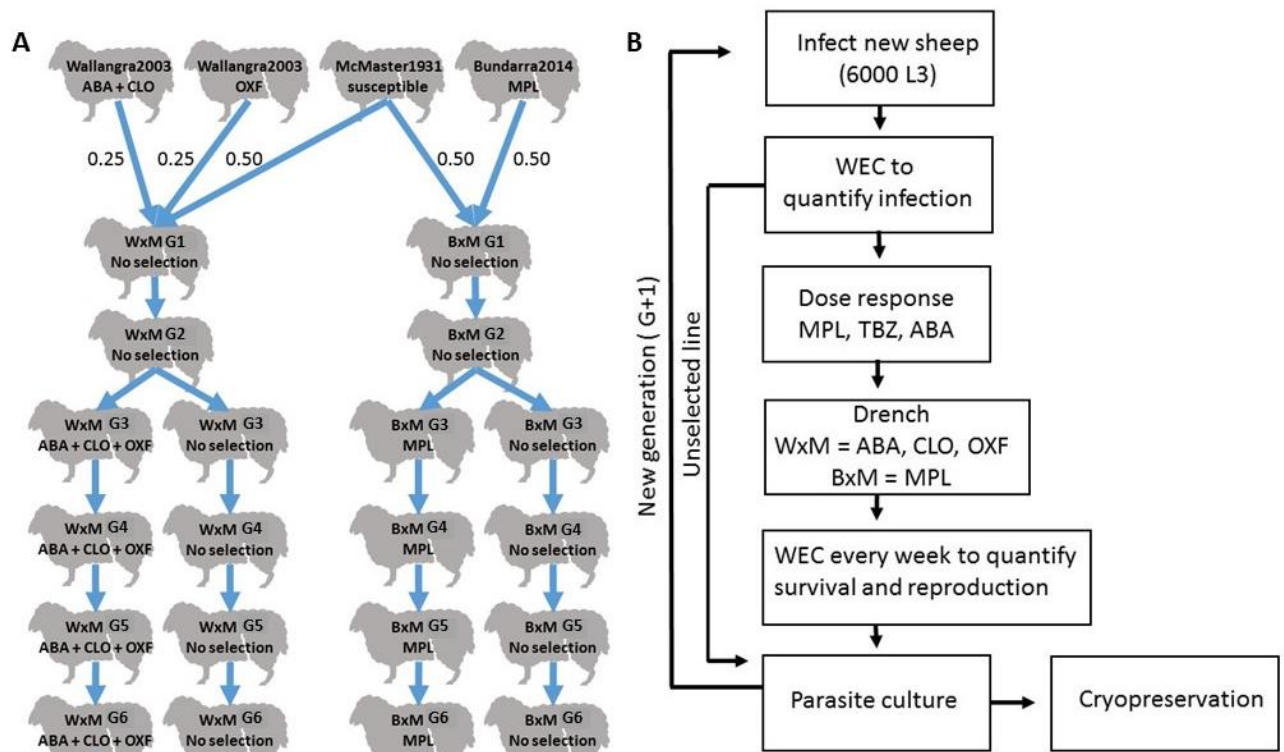 A
Wallangra2003
ABA + CLO
Wallangra2003
OXF
McMaster1931
susceptible
Bundarra2014
MPL
0.25
0.25
0.50
0.50
0.50
WxM G1
No selection
BxM G1
No selection
WxM G2
No selection
BxM G2
No selection
WxM G3
ABA + CLO + OXF
WxM G3
No selection
BxM G3
MPL
BxM G3
No selection
WxM G4
ABA + CLO + OXF
WxM G4
No selection
BxM G4
MPL
BxM G4
No selection
WxM G5
ABA + CLO + OXF
WxM G5
No selection
BxM G5
MPL
BxM G5
No selection
WxM G6
ABA + CLO + OXF
WxM G6
No selection
BxM G6
MPL
BxM G6
No selection
B
Infect new sheep
(6000 L3)
WEC to
quantify infection
Dose response
MPL, TBZ, ABA
Drench
WxM = ABA, CLO, OXF
BxM = MPL
WEC every week to quantify
survival and reproduction
Parasite culture
Cryopreservation
New generation ( G+1)
Unselected line